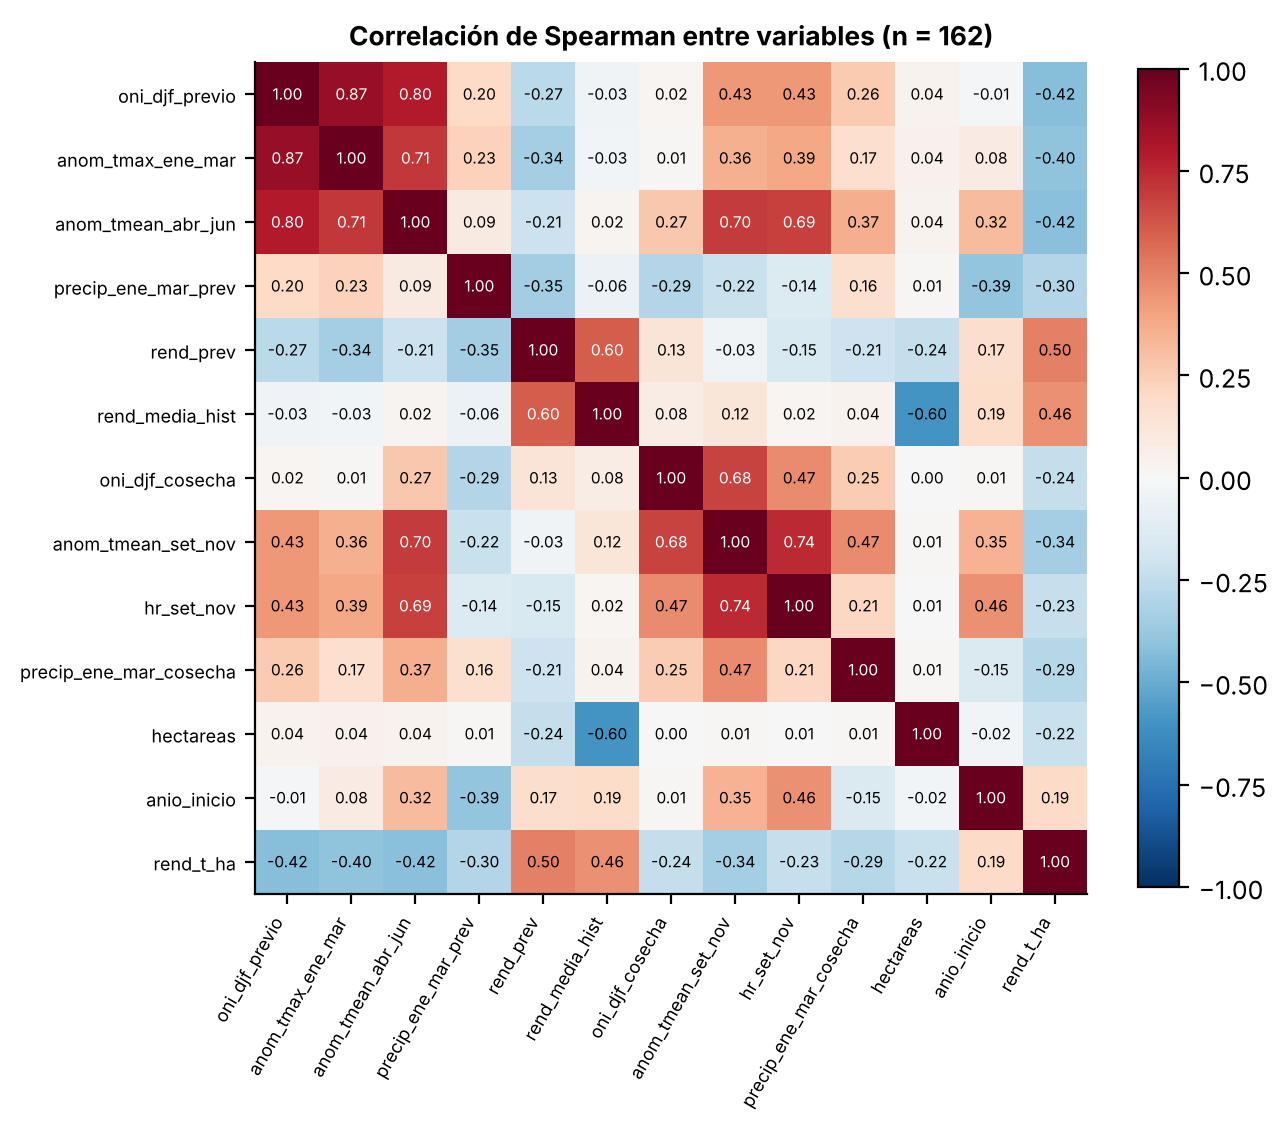 Correlación de Spearman entre variables (n = 162)
oni_djf_previo 1.00 0.87 0.80 0.20 -0.27 -0.03 0.02 0.43 0.43 0.26 0.04 -0.01 -0.42
anom_tmax_ene_mar 0.87 1.00 0.71 0.23 -0.34 -0.03 0.01 0.36 0.39 0.17 0.04 0.08 -0.40
anom_tmean_abr_jun 0.80 0.71 1.00 0.09 -0.21 0.02 0.27 0.70 0.69 0.37 0.04 0.32 -0.42
precip_ene_mar_prev 0.20 0.23 0.09 1.00 -0.35 -0.06 -0.29 -0.22 -0.14 0.16 0.01 -0.39 -0.30
rend_prev -0.27 -0.34 -0.21 -0.35 1.00 0.60 0.13 -0.03 -0.15 -0.21 -0.24 0.17 0.50
rend_media_hist -0.03 -0.03 0.02 -0.06 0.60 1.00 0.08 0.12 0.02 0.04 -0.60 0.19 0.46
oni_djf_cosecha 0.02 0.01 0.27 -0.29 0.13 0.08 1.00 0.68 0.47 0.25 0.00 0.01 -0.24
anom_tmean_set_nov 0.43 0.36 0.70 -0.22 -0.03 0.12 0.68 1.00 0.74 0.47 0.01 0.35 -0.34
hr_set_nov 0.43 0.39 0.69 -0.14 -0.15 0.02 0.47 0.74 1.00 0.21 0.01 0.46 -0.23
precip_ene_mar_cosecha 0.26 0.17 0.37 0.16 -0.21 0.04 0.25 0.47 0.21 1.00 0.01 -0.15 -0.29
hectareas 0.04 0.04 0.04 0.01 -0.24 -0.60 0.00 0.01 0.01 0.01 1.00 -0.02 -0.22
anio_inicio -0.01 0.08 0.32 -0.39 0.17 0.19 0.01 0.35 0.46 -0.15 -0.02 1.00 0.19
rend_t_ha -0.42 -0.40 -0.42 -0.30 0.50 0.46 -0.24 -0.34 -0.23 -0.29 -0.22 0.19 1.00
oni_djf_previo
anom_tmax_ene_mar
anom_tmean_abr_jun
precip_ene_mar_prev
rend_prev
rend_media_hist
oni_djf_cosecha
anom_tmean_set_nov
hr_set_nov
precip_ene_mar_cosecha
hectareas
anio_inicio
rend_t_ha
1.00
0.75
0.50
0.25
0.00
−0.25
−0.50
−0.75
−1.00